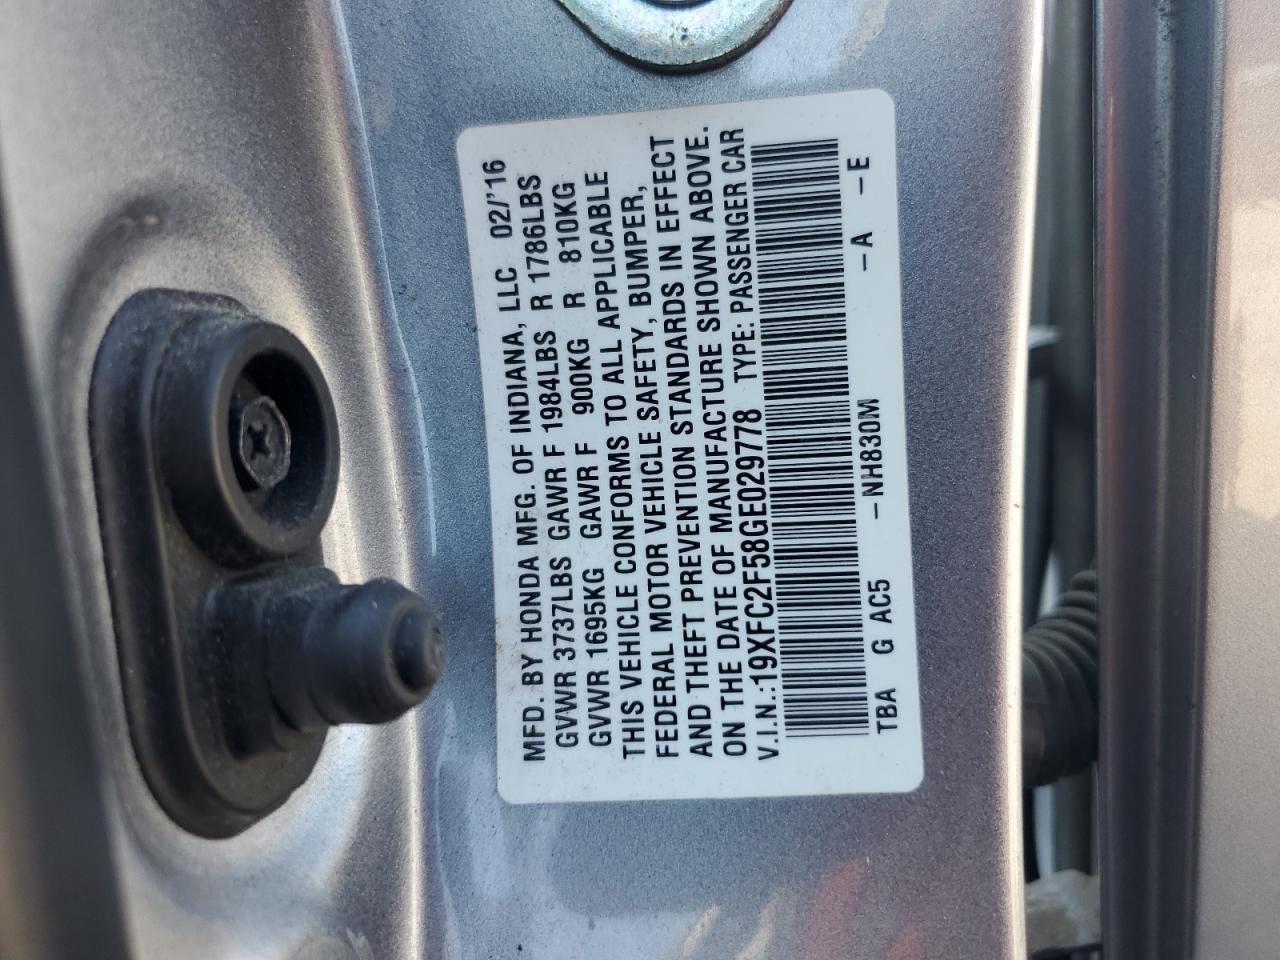 MFD. BY HONDA MFG. OF INDIANA, LLC 02/'16
GVWR 3737LBS GAWR F 1984LBS R 1786LBS
GVWR 1695KG GAWR F 900KG R 810KG
THIS VEHICLE CONFORMS TO ALL APPLICABLE
FEDERAL MOTOR VEHICLE SAFETY, BUMPER,
AND THEFT PREVENTION STANDARDS IN EFFECT
ON THE DATE OF MANUFACTURE SHOWN ABOVE.
V.I.N.:19XFC2F58GE029778 TYPE: PASSENGER CAR
TBA G AC5 -NH830M -A -E